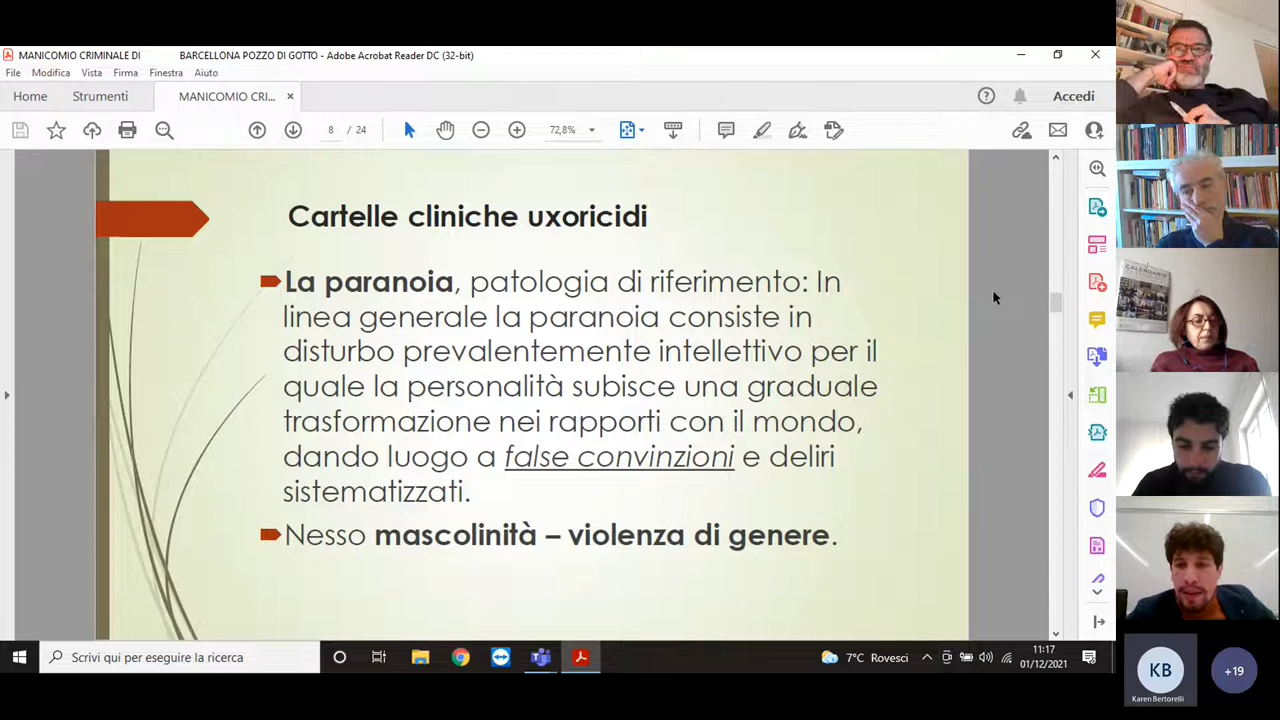 MANICOMIO CRIMINALE DI BARCELLONA POZZO DI GOTTO - Adobe Acrobat Reader DC (32-bit)
File Modifica Vista Firma Finestra Aiuto
Home Strumenti MANICOMIO CRI... Accedi
8 / 24 72,8%
Cartelle cliniche uxoricidi
La paranoia, patologia di riferimento: In
linea generale la paranoia consiste in
disturbo prevalentemente intellettivo per il
quale la personalità subisce una graduale
trasformazione nei rapporti con il mondo,
dando luogo a false convinzioni e deliri
sistematizzati.
Nesso mascolinità – violenza di genere.
CALENDARIO
KB
Karen Bertorelli
+19
Scrivi qui per eseguire la ricerca
7°C Rovesci
11:17
01/12/2021